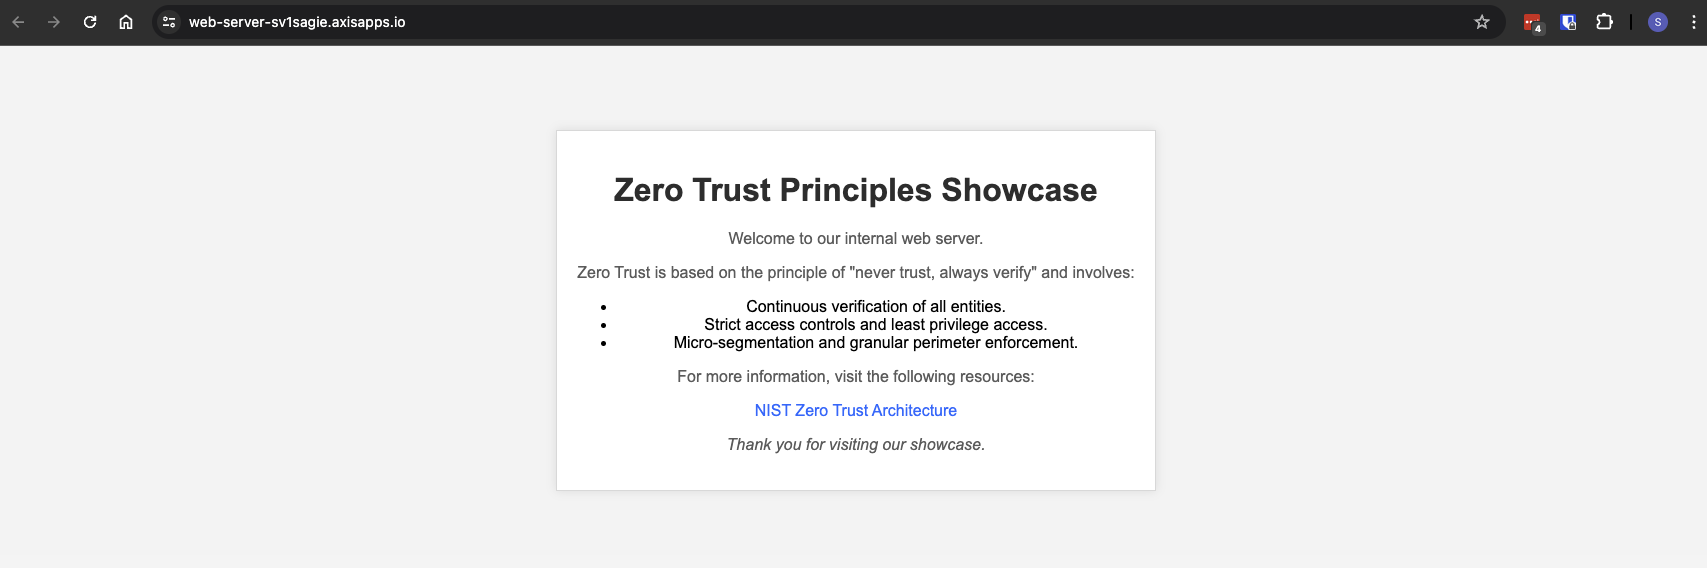 web-server-sv1sagie.axisapps.io
4
S
Zero Trust Principles Showcase
Welcome to our internal web server.
Zero Trust is based on the principle of "never trust, always verify" and involves:
• Continuous verification of all entities.
• Strict access controls and least privilege access.
• Micro-segmentation and granular perimeter enforcement.
For more information, visit the following resources:
NIST Zero Trust Architecture
Thank you for visiting our showcase.